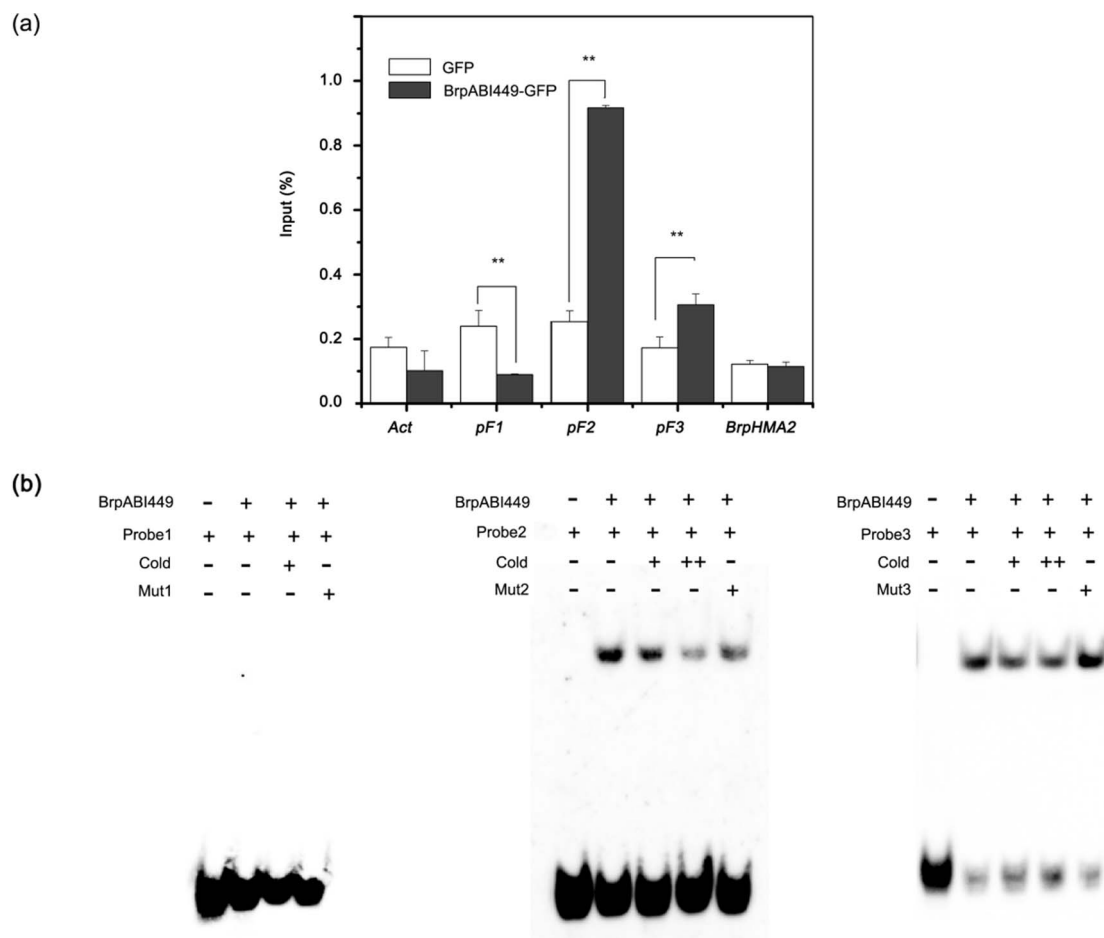 (a)
GFP
BrpABI449-GFP
**
**
**
Input (%)
1.0
0.8
0.6
0.4
0.2
0.0
Act pF1 pF2 pF3 BrpHMA2
(b)
BrpABI449 - + + +
Probe1 + + + +
Cold - - + -
Mut1 - - - +
BrpABI449 - + + + +
Probe2 + + + + +
Cold - - + ++ -
Mut2 - - - - +
BrpABI449 - + + + +
Probe3 + + + + +
Cold - - + ++ -
Mut3 - - - - +